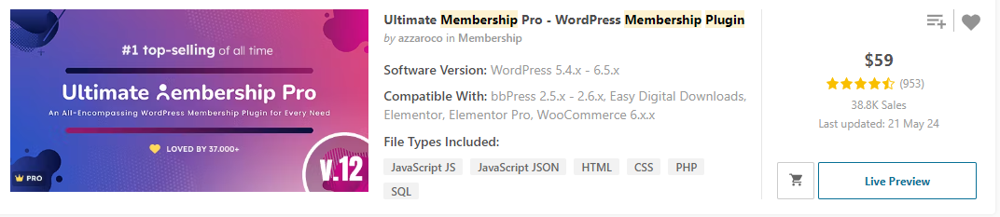 #1 top-selling of all time
Ultimate Membership Pro
An All-Encompassing WordPress Membership Plugin for Every Need
LOVED BY 37.000+
PRO
v.12
Ultimate Membership Pro - WordPress Membership Plugin
by azzaroco in Membership
Software Version: WordPress 5.4.x - 6.5.x
Compatible With: bbPress 2.5.x - 2.6.x, Easy Digital Downloads,
Elementor, Elementor Pro, WooCommerce 6.x.x
File Types Included:
JavaScript JS JavaScript JSON HTML CSS PHP
SQL
$59
(953)
38.8K Sales
Last updated: 21 May 24
Live Preview